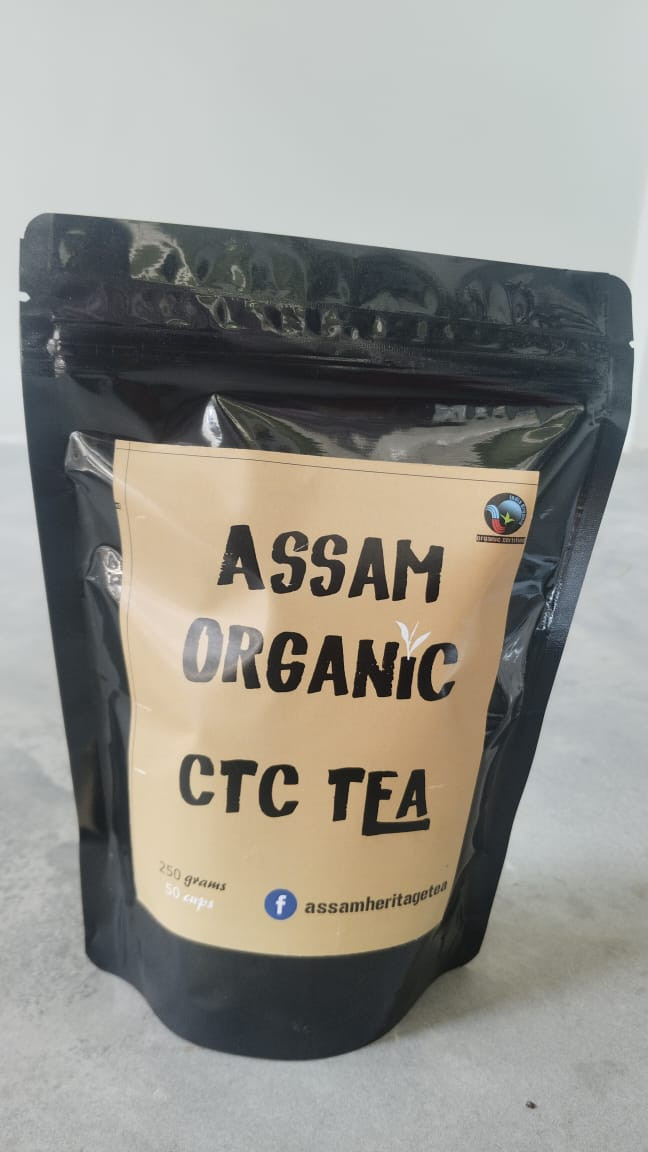 ASSAM
ORGANIC
CTC TEA
250 grams
50 cups
assamheritagetea